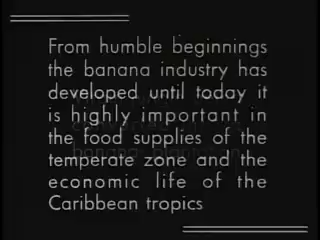 From humble beginnings
the banana industry has
developed until today it
is highly important in
the food supplies of the
temperate zone and the
economic life of the
Caribbean tropics